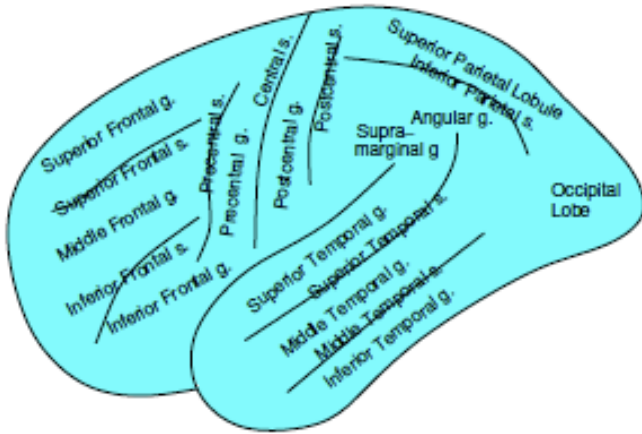 Superior Frontal g.
Superior Frontal s.
Middle Frontal g.
Inferior Frontal s.
Inferior Frontal g.
Precentral s.
Precentral g.
Central s.
Postcentral g.
Postcentral s.
Superior Parietal Lobule
Inferior Parietal s.
Angular g.
Supra-
marginal g
Occipital
Lobe
Superior Temporal g.
Superior Temporal s.
Middle Temporal g.
Middle Temporal s.
Inferior Temporal g.